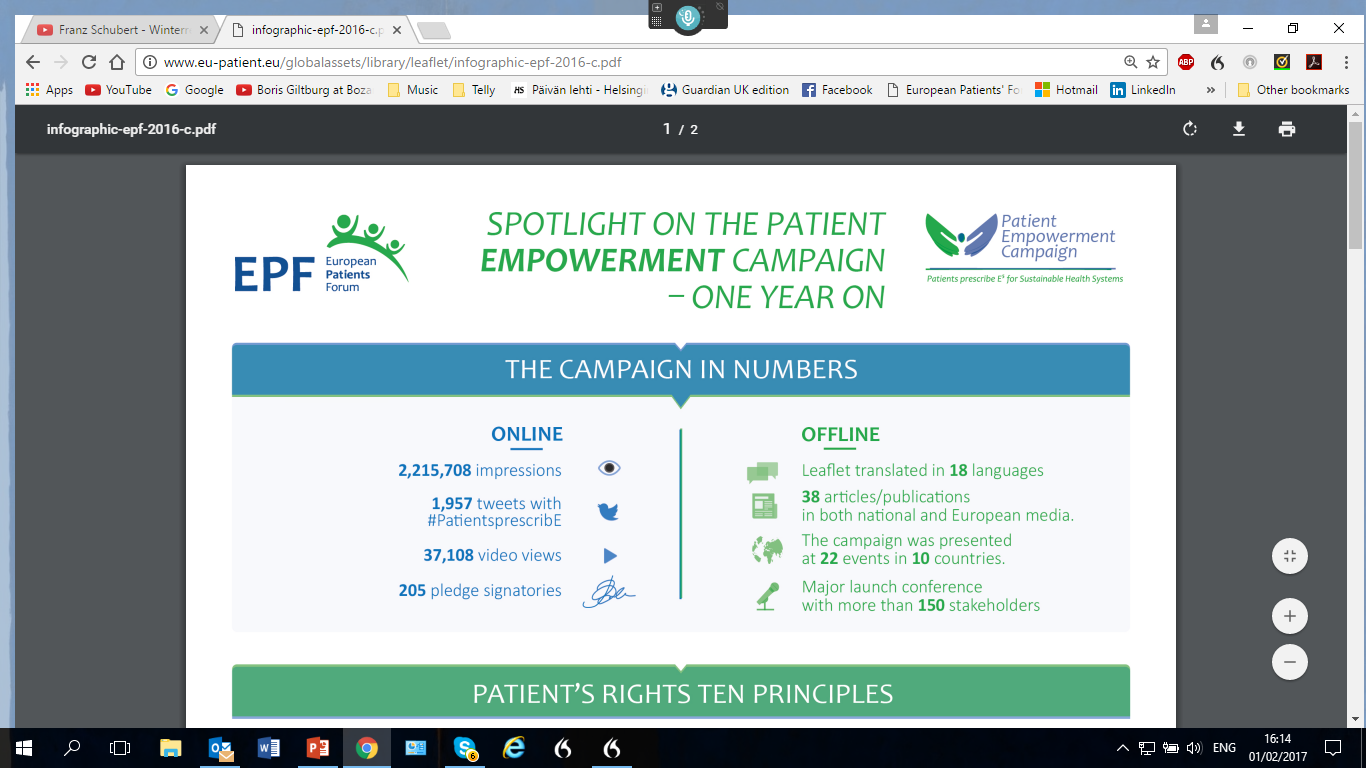 Franz Schubert - Winterr
infographic-epf-2016-c.p
www.eu-patient.eu/globalassets/library/leaflet/infographic-epf-2016-c.pdf
ABP
Apps
YouTube
Google
Boris Giltburg at Boza
Music
Telly
HS
Päivän lehti - Helsing
Guardian UK edition
Facebook
European Patients' Fo
Hotmail
LinkedIn
»
Other bookmarks
infographic-epf-2016-c.pdf
1 / 2
EPF
European
Patients
Forum
SPOTLIGHT ON THE PATIENT
EMPOWERMENT CAMPAIGN
– ONE YEAR ON
Patient
Empowerment
Campaign
Patients prescribe E⁵ for Sustainable Health Systems
THE CAMPAIGN IN NUMBERS
ONLINE
2,215,708 impressions
1,957 tweets with
#PatientsprescribE
37,108 video views
205 pledge signatories
OFFLINE
Leaflet translated in 18 languages
38 articles/publications
in both national and European media.
The campaign was presented
at 22 events in 10 countries.
Major launch conference
with more than 150 stakeholders
PATIENT'S RIGHTS TEN PRINCIPLES
6
ENG
16:14
01/02/2017